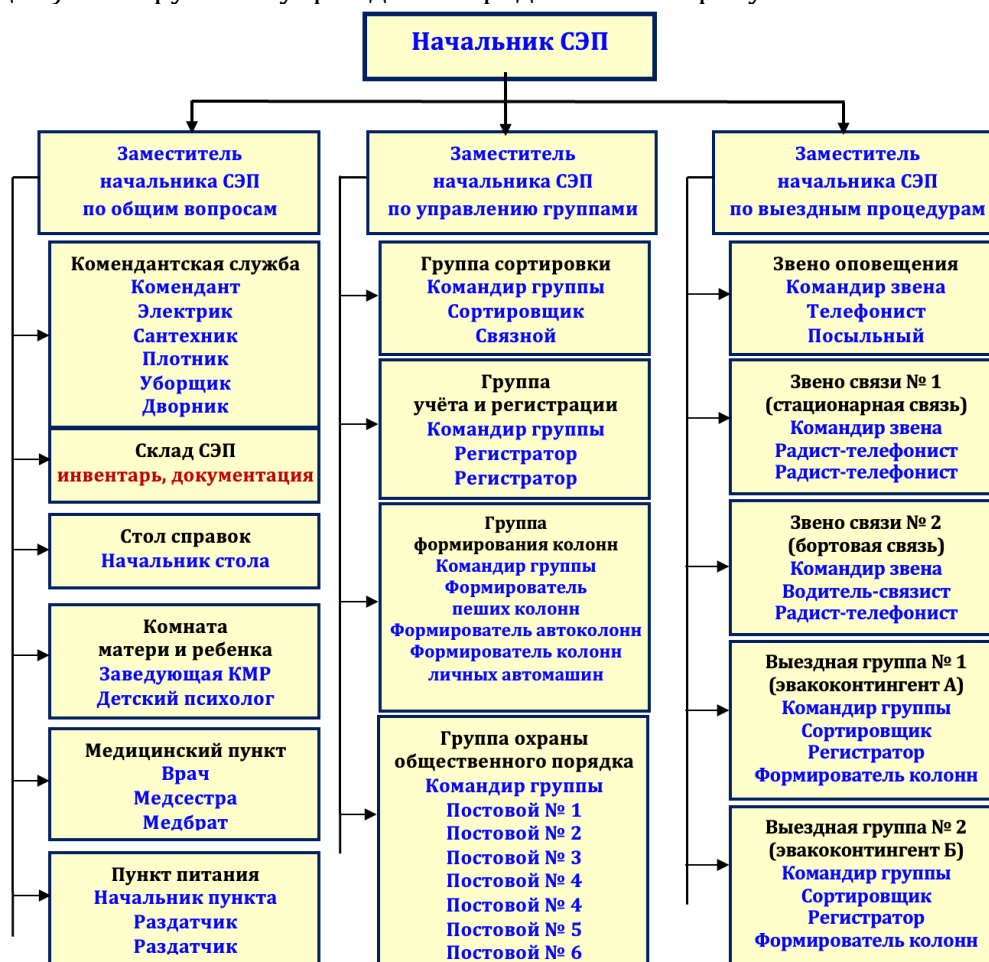 Начальник СЭП
Заместитель
начальника СЭП
по общим вопросам
Комендантская служба
Комендант
Электрик
Сантехник
Плотник
Уборщик
Дворник
Склад СЭП
инвентарь, документация
Стол справок
Начальник стола
Комната
матери и ребенка
Заведующая КМР
Детский психолог
Медицинский пункт
Врач
Медсестра
Медбрат
Пункт питания
Начальник пункта
Раздатчик
Раздатчик
Заместитель
начальника СЭП
по управлению группами
Группа сортировки
Командир группы
Сортировщик
Связной
Группа
учёта и регистрации
Командир группы
Регистратор
Регистратор
Группа
формирования колонн
Командир группы
Формирователь
пеших колонн
Формирователь автоколонн
Формирователь колонн
личных автомашин
Группа охраны
общественного порядка
Командир группы
Постовой № 1
Постовой № 2
Постовой № 3
Постовой № 4
Постовой № 4
Постовой № 5
Постовой № 6
Заместитель
начальника СЭП
по выездным процедурам
Звено оповещения
Командир звена
Телефонист
Посыльный
Звено связи № 1
(стационарная связь)
Командир звена
Радист-телефонист
Радист-телефонист
Звено связи № 2
(бортовая связь)
Командир звена
Водитель-связист
Радист-телефонист
Выездная группа № 1
(эвакоконтингент А)
Командир группы
Сортировщик
Регистратор
Формирователь колонн
Выездная группа № 2
(эвакоконтингент Б)
Командир группы
Сортировщик
Регистратор
Формирователь колонн